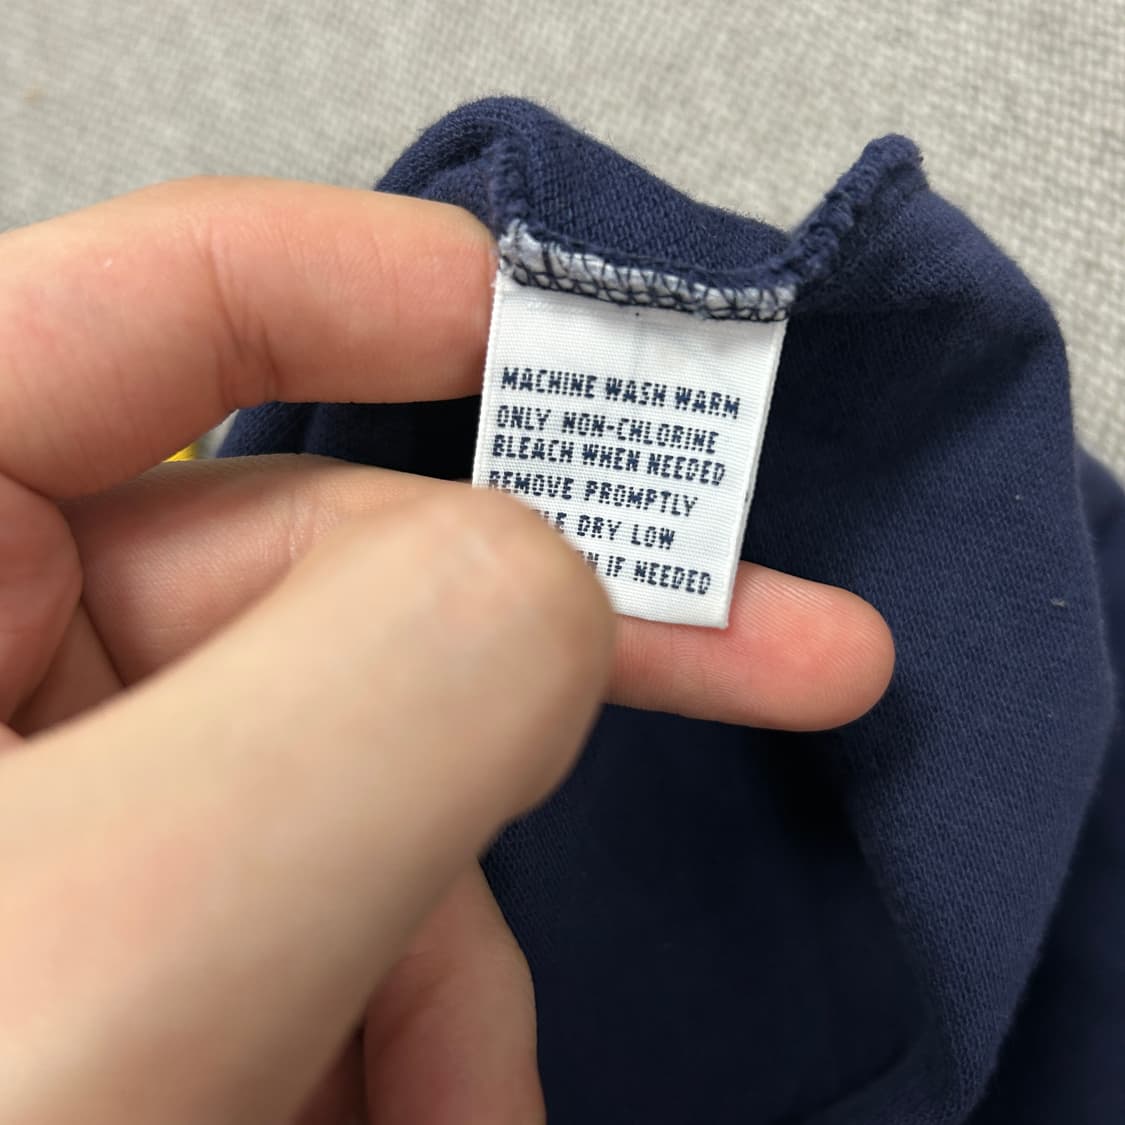 MACHINE WASH WARM
ONLY NON-CHLORINE
BLEACH WHEN NEEDED
REMOVE PROMPTLY
DRY LOW
IF NEEDED